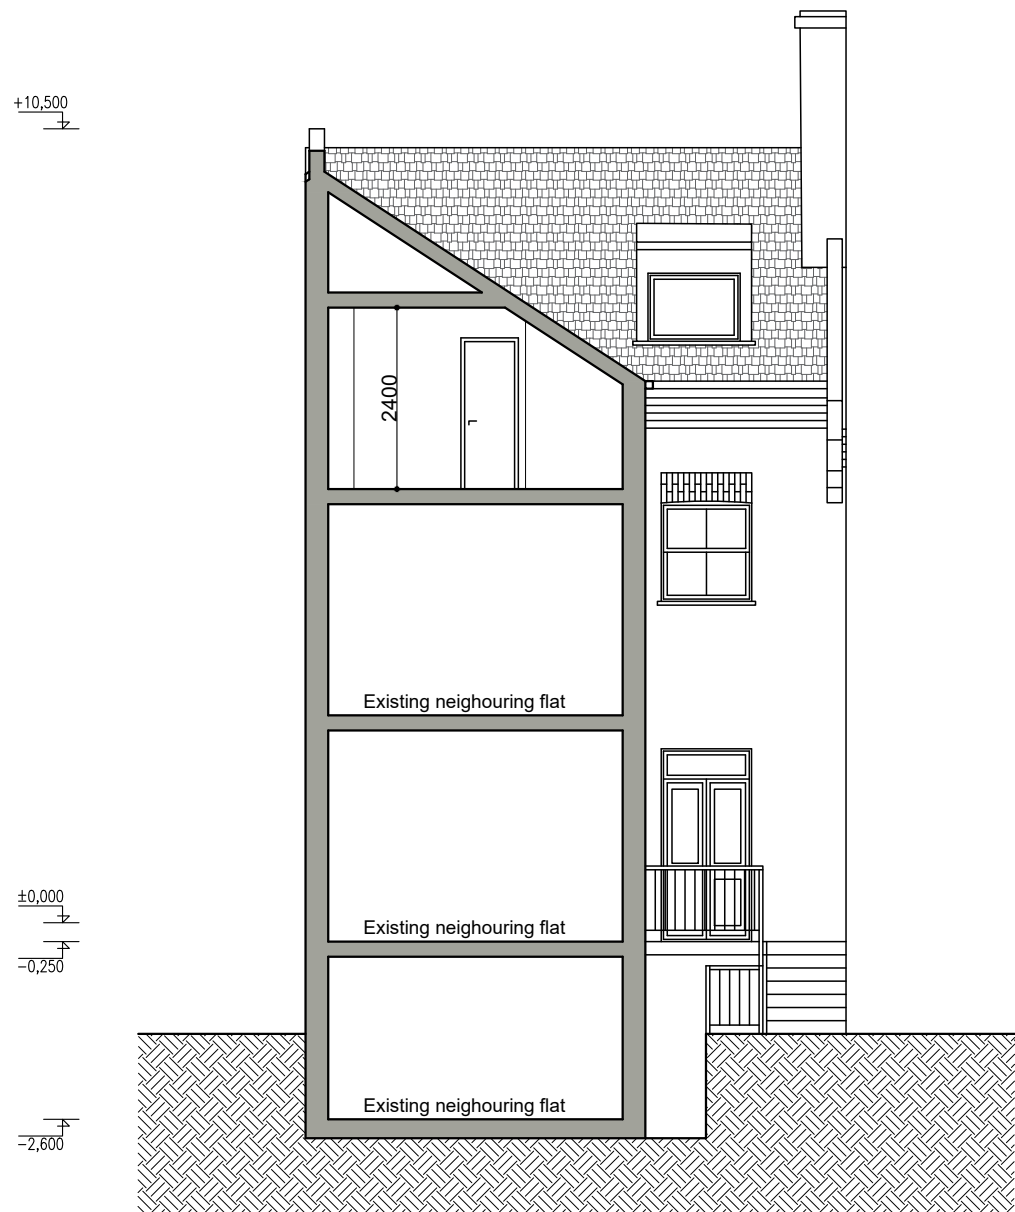 +10,500
2400
Existing neighouring flat
±0,000
Existing neighouring flat
-0,250
Existing neighouring flat
-2,600